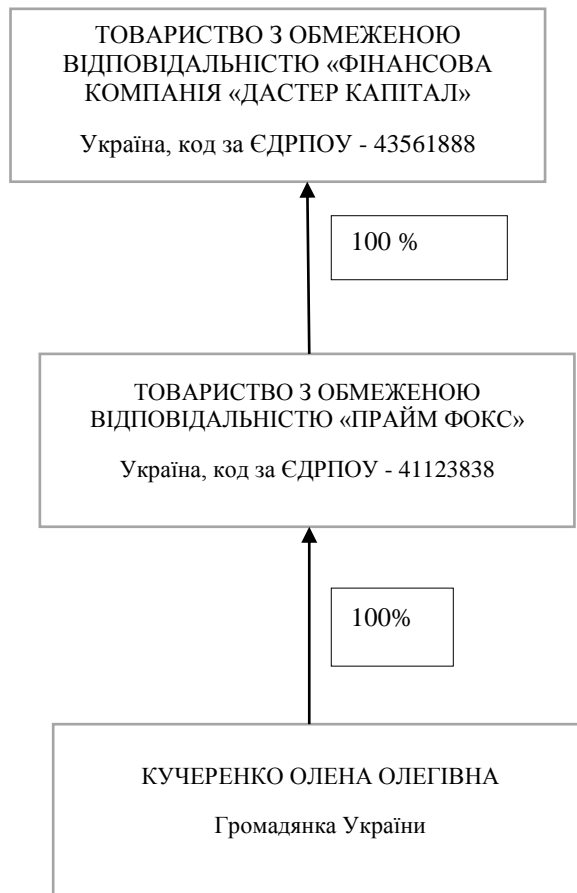 ТОВАРИСТВО З ОБМЕЖЕНОЮ
ВІДПОВІДАЛЬНІСТЮ «ФІНАНСОВА
КОМПАНІЯ «ДАСТЕР КАПІТАЛ»
Україна, код за ЄДРПОУ - 43561888
100 %
ТОВАРИСТВО З ОБМЕЖЕНОЮ
ВІДПОВІДАЛЬНІСТЮ «ПРАЙМ ФОКС»
Україна, код за ЄДРПОУ - 41123838
100%
КУЧЕРЕНКО ОЛЕНА ОЛЕГІВНА
Громадянка України